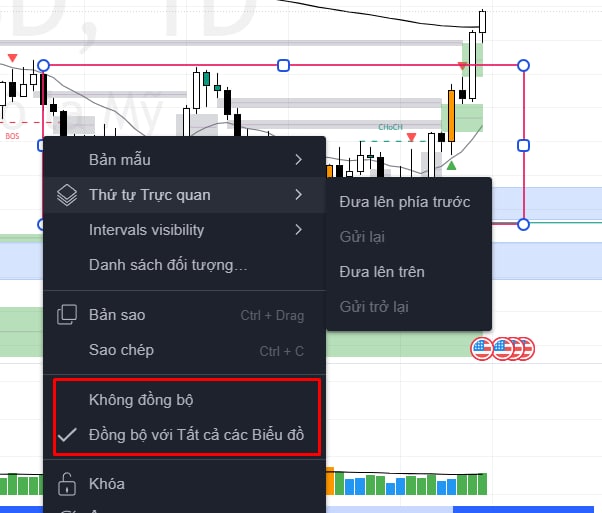 BOS
CHoCH
Bản mẫu
Thứ tự Trực quan
Intervals visibility
Danh sách đối tượng…
Đưa lên phía trước
Gửi lại
Đưa lên trên
Gửi trở lại
Bản sao Ctrl + Drag
Sao chép Ctrl + C
Không đồng bộ
Đồng bộ với Tất cả các Biểu đồ
Khóa